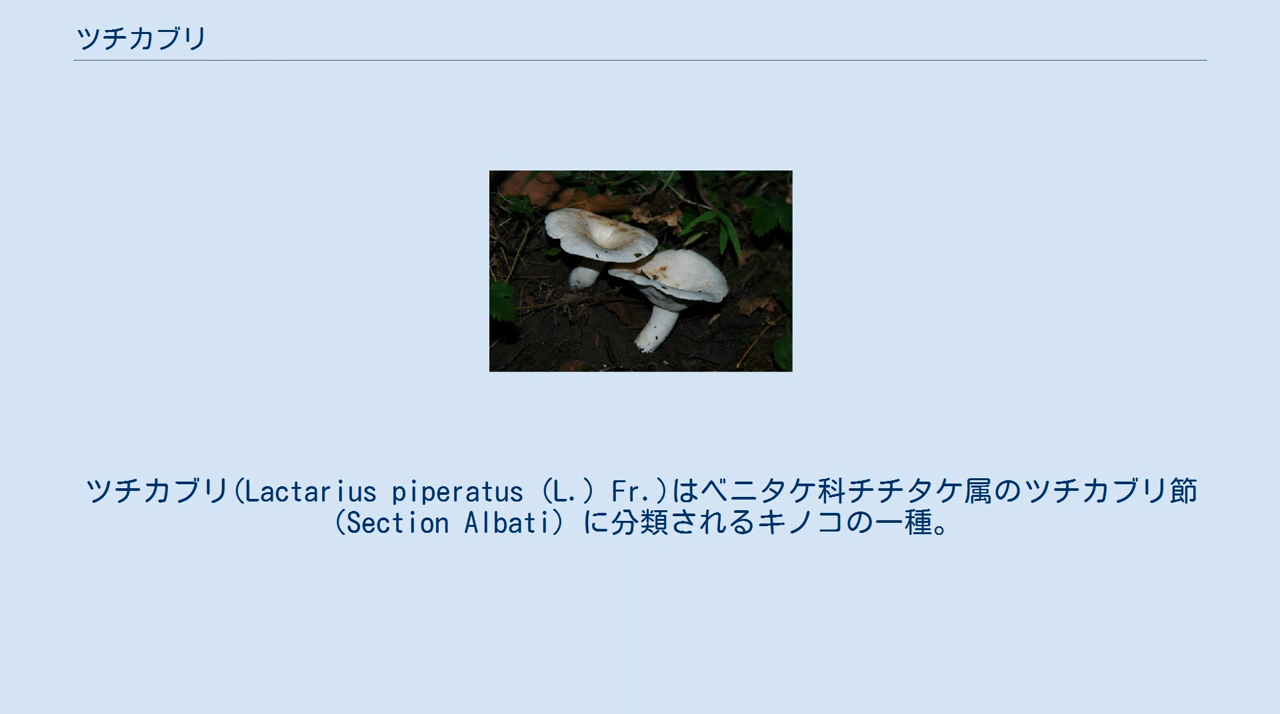 ツチカブリ
ツチカブリ(Lactarius piperatus (L.) Fr.)はベニタケ科チチタケ属のツチカブリ節
(Section Albati) に分類されるキノコの一種。